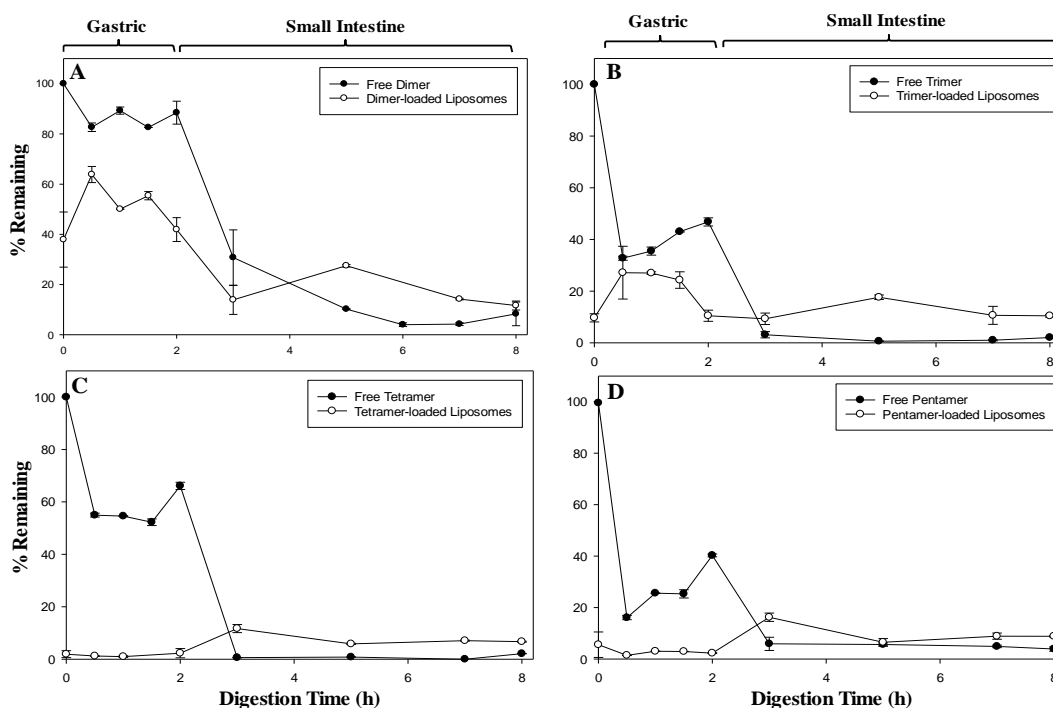 Gastric Small Intestine
Gastric Small Intestine
A
Free Dimer
Dimer-loaded Liposomes
100
80
60
40
20
0
0 2 4 6 8
% Remaining
B
Free Trimer
Trimer-loaded Liposomes
100
80
60
40
20
0
0 2 4 6 8
C
Free Tetramer
Tetramer-loaded Liposomes
100
80
60
40
20
0
0 2 4 6 8
% Remaining
Digestion Time (h)
D
Free Pentamer
Pentamer-loaded Liposomes
100
80
60
40
20
0
0 2 4 6 8
Digestion Time (h)